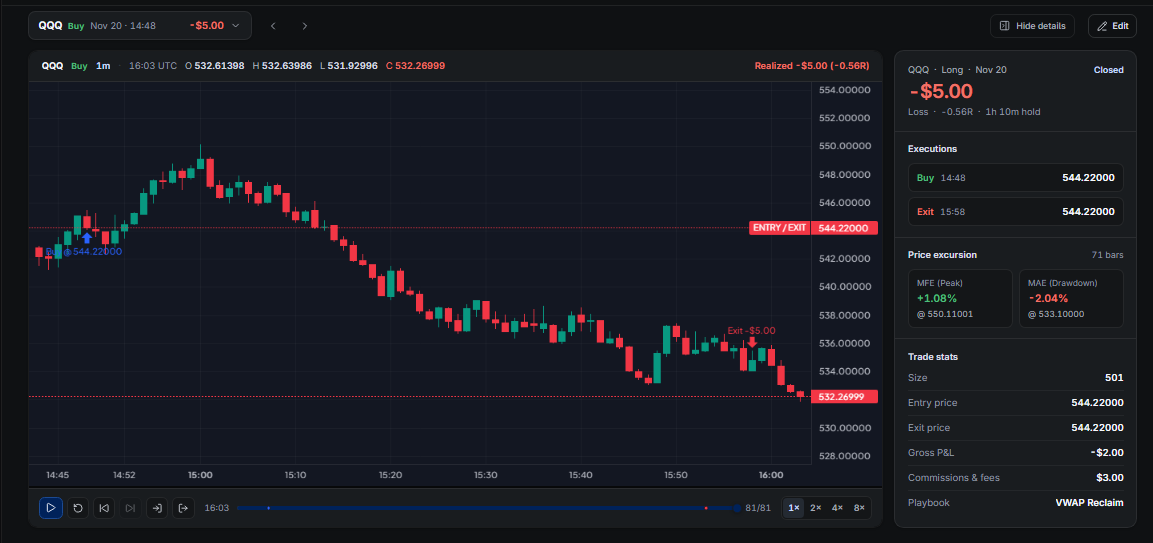 QQQ Buy Nov 20 · 14:48 -$5.00
Hide details
Edit
QQQ Buy 1m · 16:03 UTC O 532.61398 H 532.63986 L 531.92996 C 532.26999
Realized -$5.00 (-0.56R)
554.00000
552.00000
550.00000
548.00000
546.00000
ENTRY/EXIT 544.22000
542.00000
540.00000
538.00000
536.00000
534.00000
532.26999
530.00000
528.00000
@ 544.22000
Exit -$5.00
14:45 14:52 15:00 15:10 15:20 15:30 15:40 15:50 16:00
16:03
81/81
1× 2× 4× 8×
QQQ · Long · Nov 20
Closed
-$5.00
Loss · -0.56R · 1h 10m hold
Executions
Buy 14:48 544.22000
Exit 15:58 544.22000
Price excursion 71 bars
MFE (Peak)
+1.08%
@ 550.11001
MAE (Drawdown)
-2.04%
@ 533.10000
Trade stats
Size 501
Entry price 544.22000
Exit price 544.22000
Gross P&L -$2.00
Commissions & fees $3.00
Playbook VWAP Reclaim